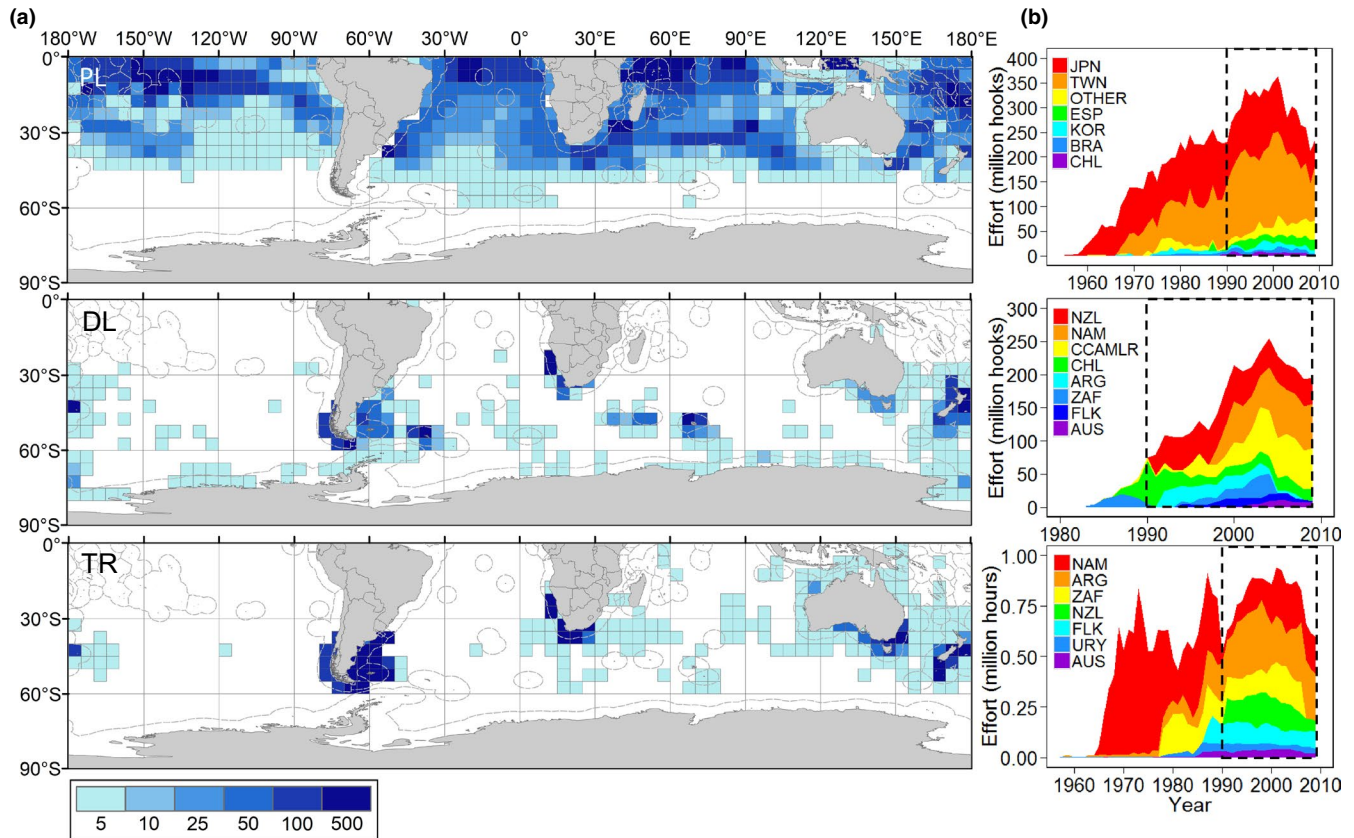 (a)
180°W 150°W 120°W 90°W 60°W 30°W 0° 30°E 60°E 90°E 120°E 150°E 180°E
0°
PL
30°S
60°S
90°S
0°
DL
30°S
60°S
90°S
0°
TR
30°S
60°S
90°S
5 10 25 50 100 500
(b)
Effort (million hooks)
400
350
300
250
200
150
100
50
0
JPN
TWN
OTHER
ESP
KOR
BRA
CHL
1960 1970 1980 1990 2000 2010
Effort (million hooks)
300
250
200
150
100
50
0
NZL
NAM
CCAMLR
CHL
ARG
ZAF
FLK
AUS
1980 1990 2000 2010
Effort (million hours)
1.00
0.75
0.50
0.25
0.00
NAM
ARG
ZAF
NZL
FLK
URY
AUS
1960 1970 1980 1990 2000 2010
Year